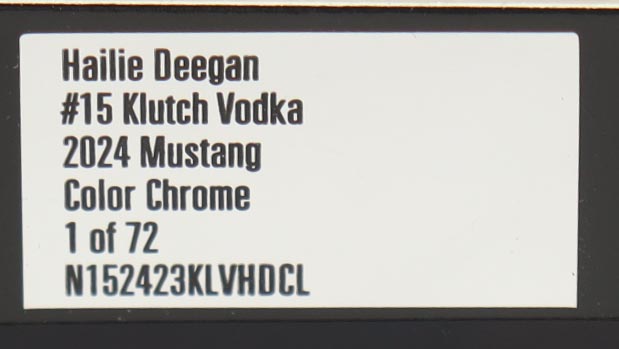 Hailie Deegan
#15 Klutch Vodka
2024 Mustang
Color Chrome
1 of 72
N152423KLVHDCL